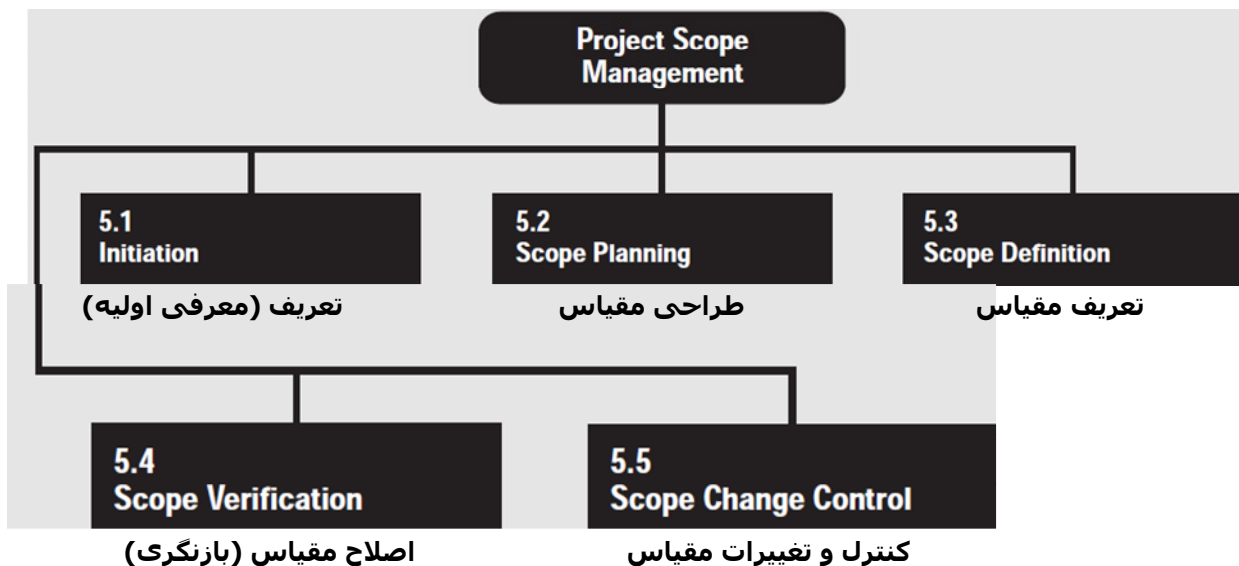 Project Scope
Management
5.1
Initiation
5.2
Scope Planning
5.3
Scope Definition
تعریف (معرفی اولیه)
طراحی مقیاس
تعریف مقیاس
5.4
Scope Verification
5.5
Scope Change Control
اصلاح مقیاس (بازنگری)
کنترل و تغییرات مقیاس